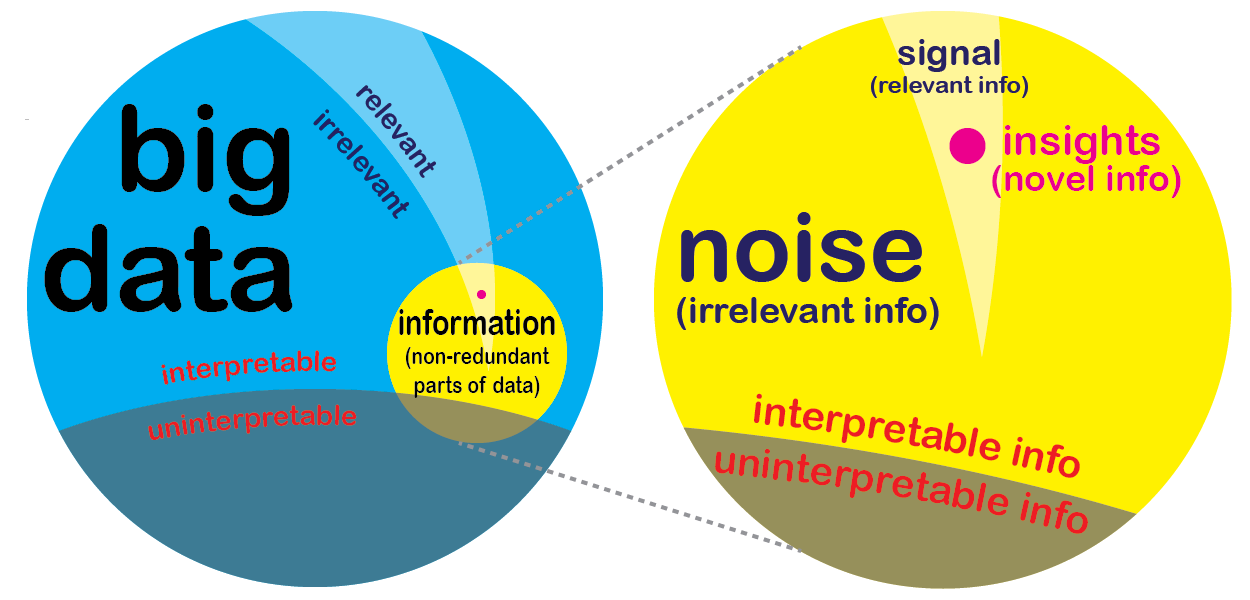 big
data
relevant
irrelevant
interpretable
uninterpretable
information
(non-redundant
parts of data)
signal
(relevant info)
insights
(novel info)
noise
(irrelevant info)
interpretable info
uninterpretable info